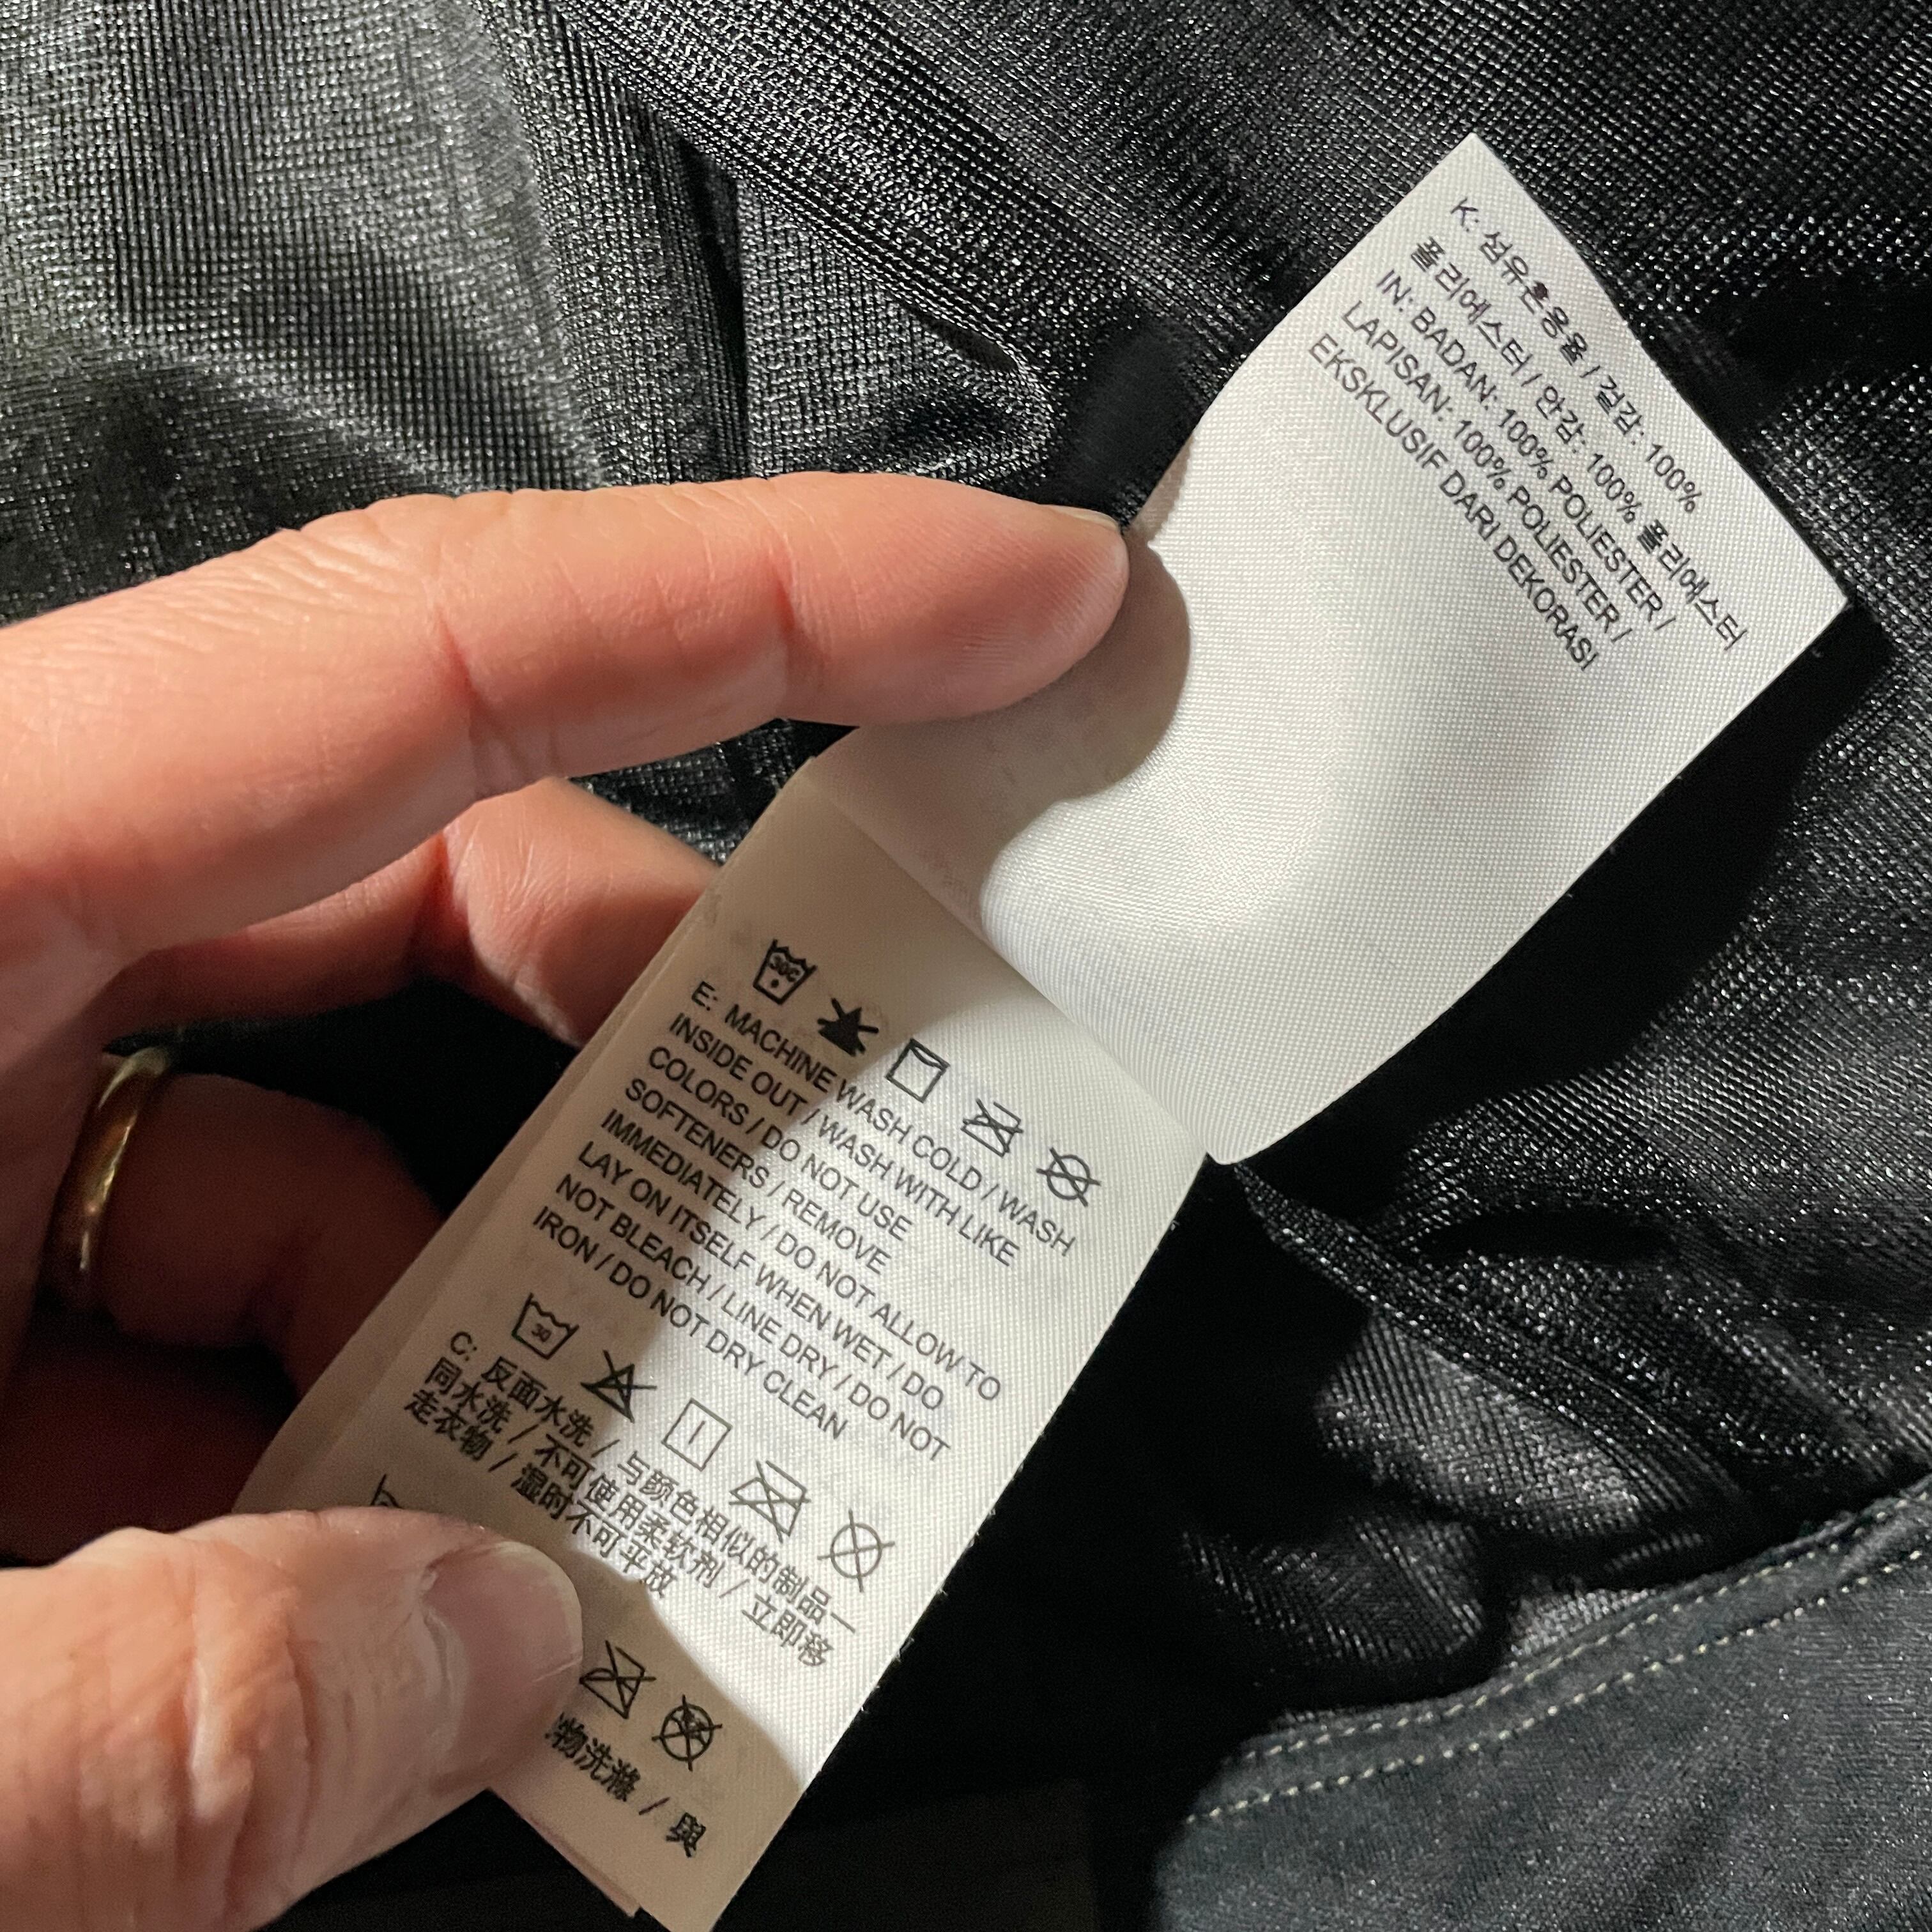 K: 섬유혼용율 / 겉감: 100%
폴리에스터 / 안감: 100% 폴리에스터
IN: BADAN: 100% POLIESTER /
LAPISAN: 100% POLIESTER /
EKSKLUSIF DARI DEKORASI
30C
E: MACHINE WASH COLD / WASH
INSIDE OUT / WASH WITH LIKE
COLORS / DO NOT USE
SOFTENERS / REMOVE
IMMEDIATELY / DO NOT ALLOW TO
LAY ON ITSELF WHEN WET / DO
NOT BLEACH / LINE DRY / DO NOT
IRON / DO NOT DRY CLEAN
30
C: 反面水洗 / 与颜色相似的制品一
同水洗 / 不可使用柔软剂 / 立即移
走衣物 / 湿时不可平放
物洗滌 / 與